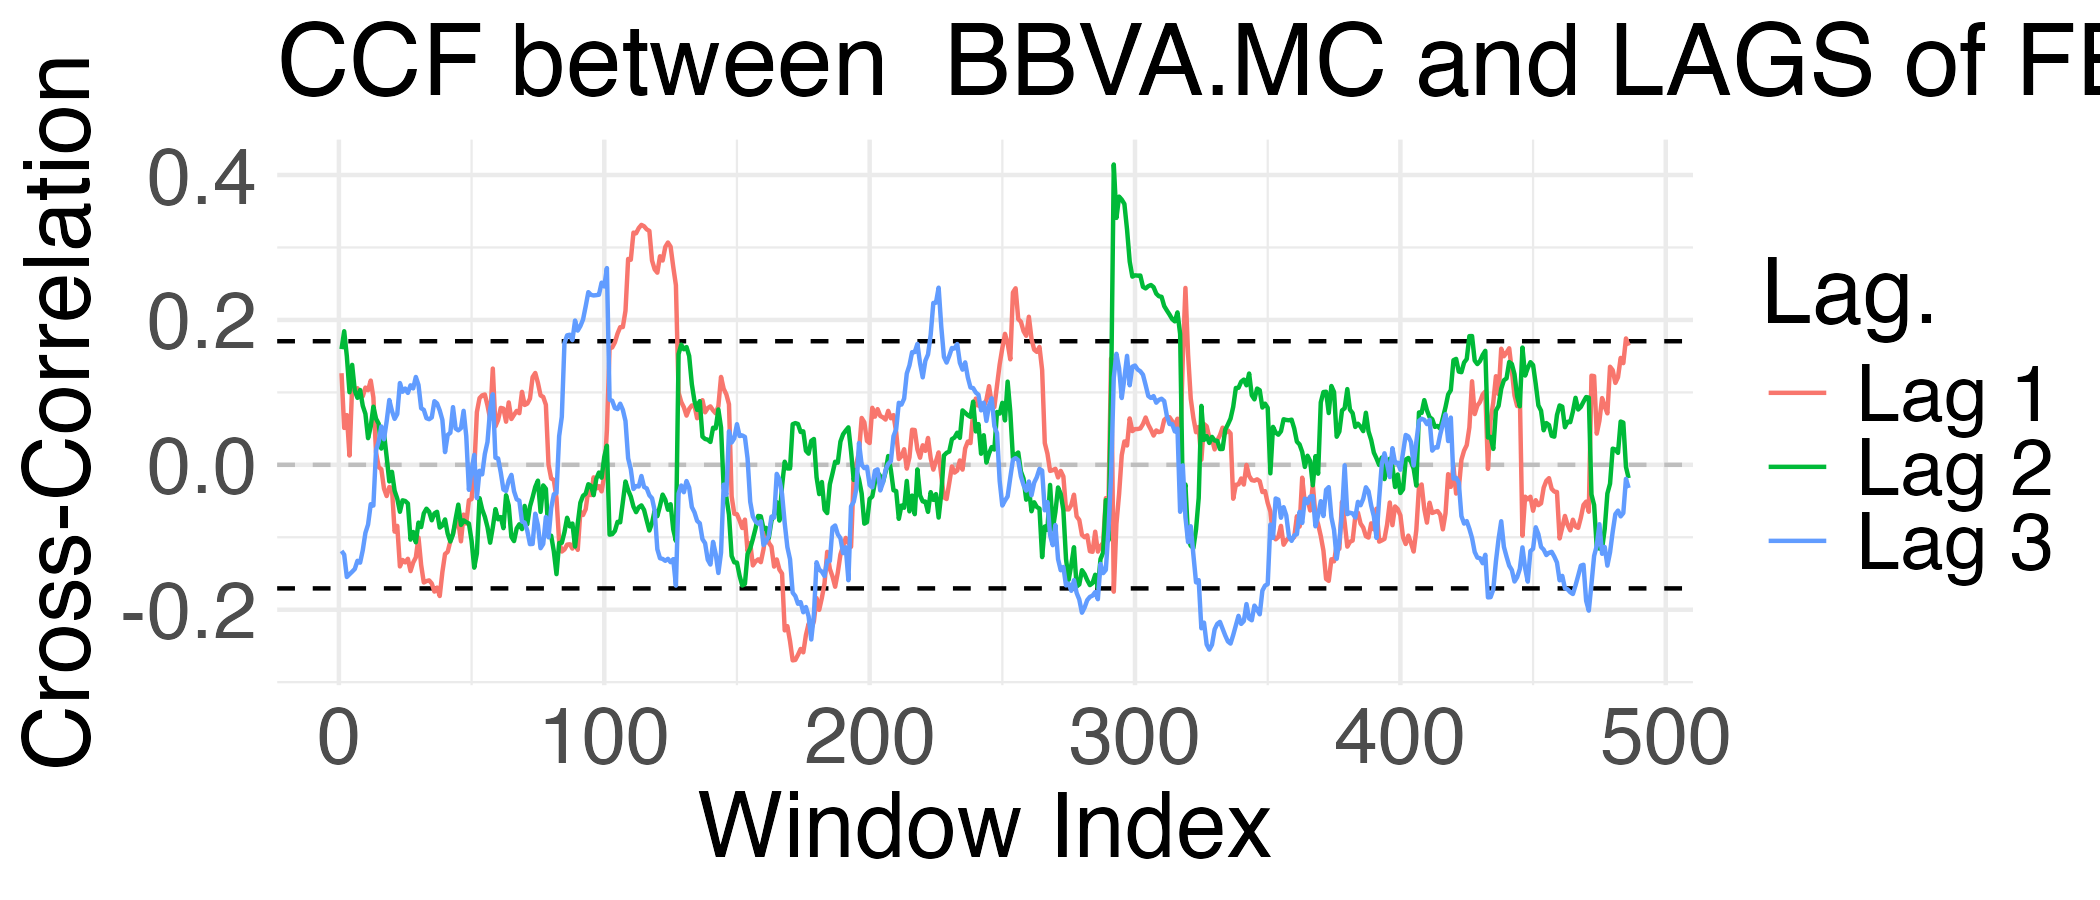 CCF between  BBVA.MC and LAGS of
Cross-Correlation
0.4
0.2
0.0
-0.2
0 100 200 300 400 500
Window Index
Lag.
Lag 1
Lag 2
Lag 3